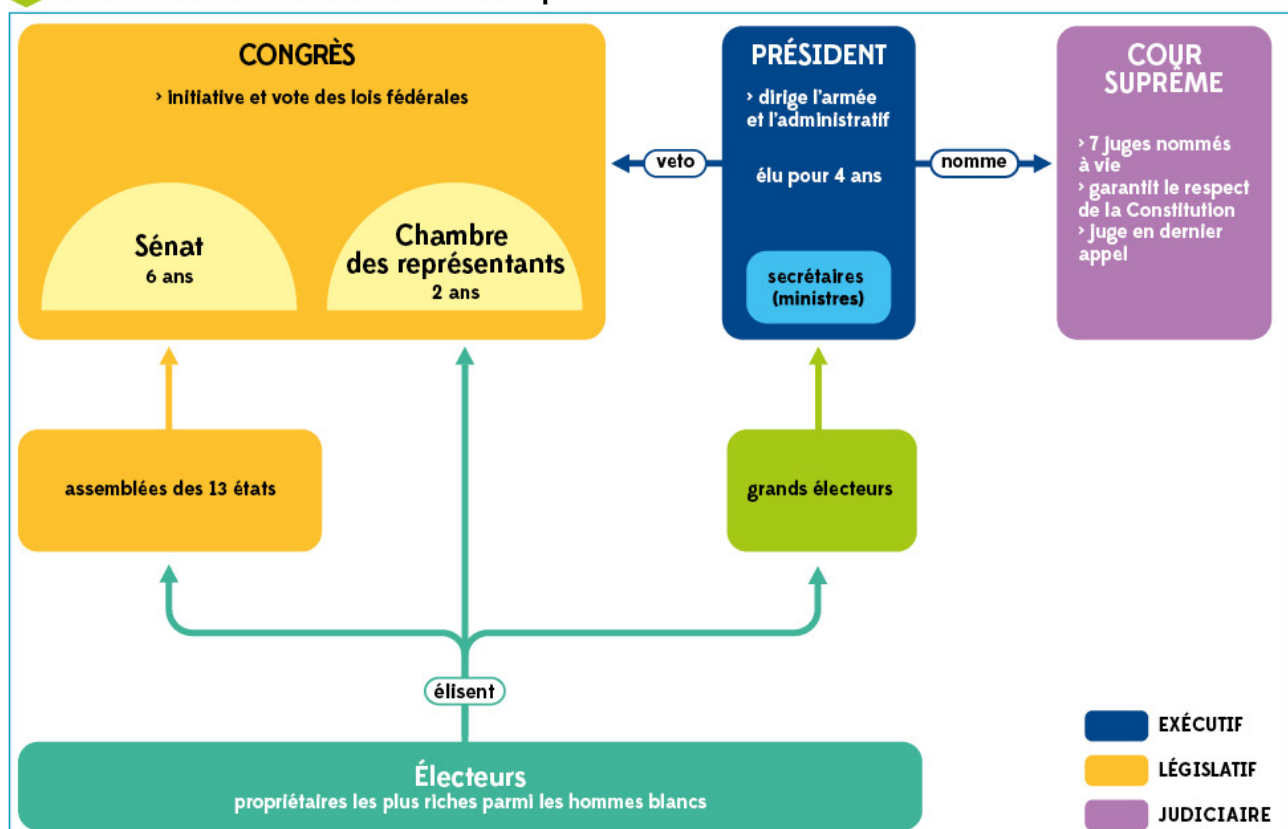 CONGRÈS
> initiative et vote des lois fédérales
Sénat
6 ans
Chambre
des représentants
2 ans
veto
PRÉSIDENT
> dirige l'armée
et l'administratif
élu pour 4 ans
secrétaires
(ministres)
nomme
COUR
SUPRÊME
> 7 juges nommés
à vie
> garantit le respect
de la Constitution
> juge en dernier
appel
assemblées des 13 états
grands électeurs
élisent
Électeurs
propriétaires les plus riches parmi les hommes blancs
EXÉCUTIF
LÉGISLATIF
JUDICIAIRE